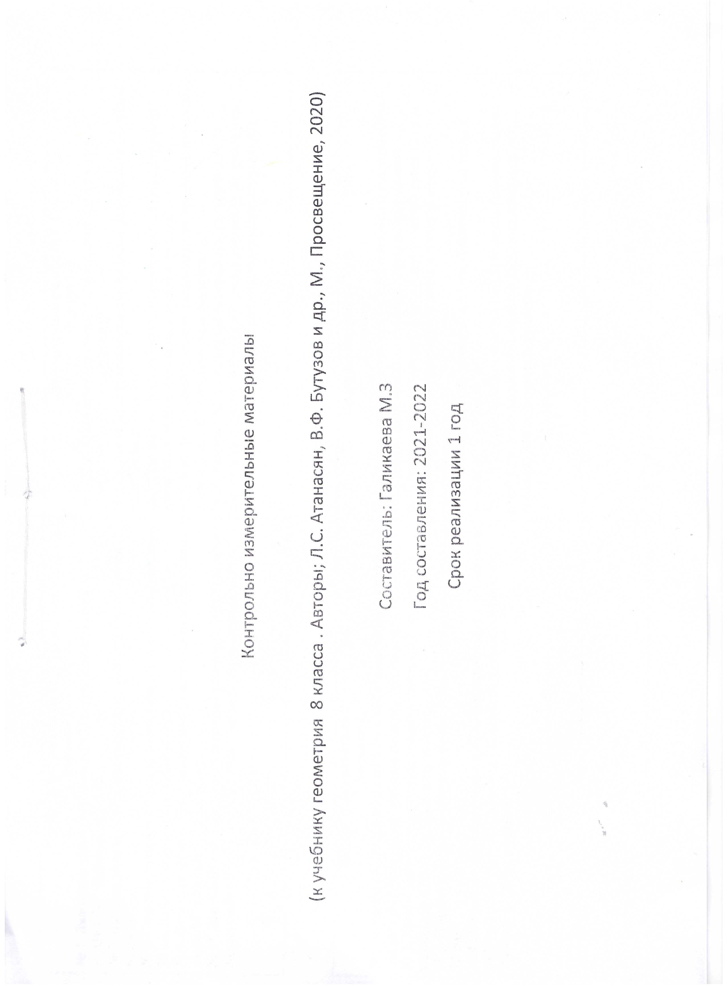 Контрольно измерительные материалы
(к учебнику геометрия 8 класса . Авторы; Л.С. Атанасян, В.Ф. Бутузов и др., М., Просвещение, 2020)
Составитель: Галикаева М.З
Год составления: 2021-2022
Срок реализации 1 год